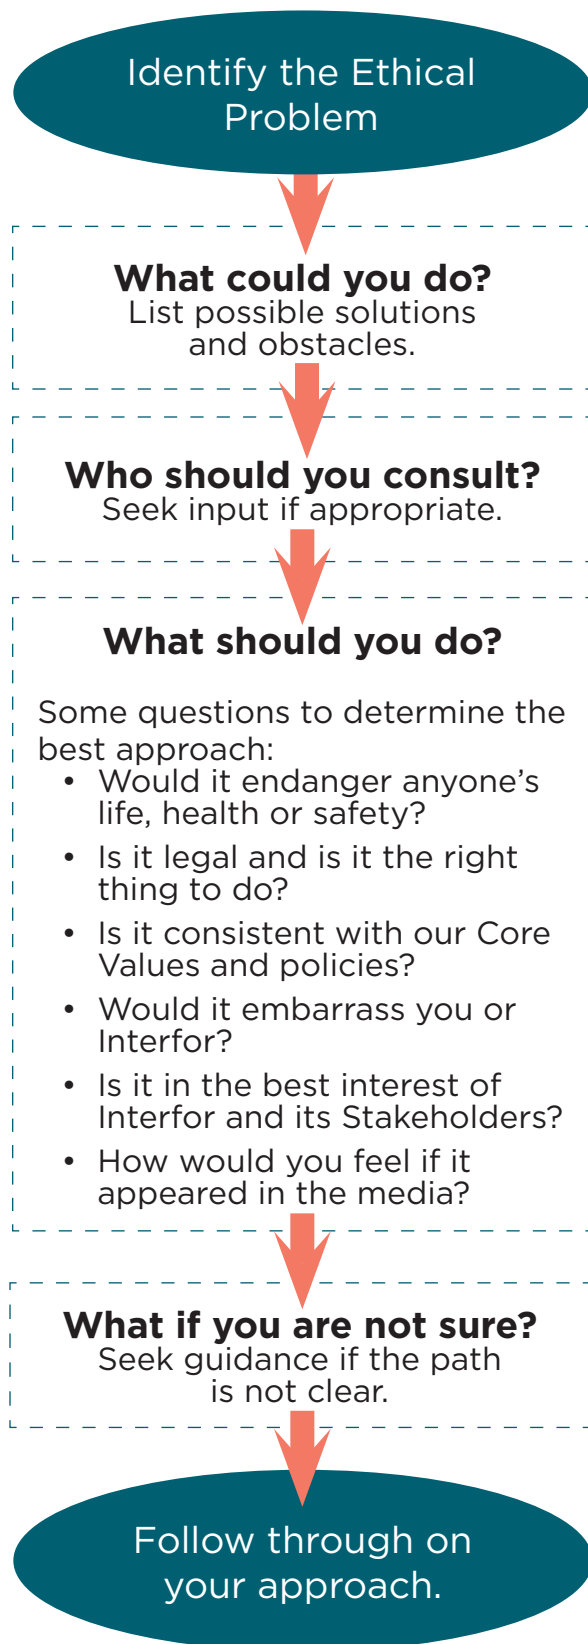 Identify the Ethical
Problem
What could you do?
List possible solutions
and obstacles.
Who should you consult?
Seek input if appropriate.
What should you do?
Some questions to determine the
best approach:
• Would it endanger anyone’s
life, health or safety?
• Is it legal and is it the right
thing to do?
• Is it consistent with our Core
Values and policies?
• Would it embarrass you or
Interfor?
• Is it in the best interest of
Interfor and its Stakeholders?
• How would you feel if it
appeared in the media?
What if you are not sure?
Seek guidance if the path
is not clear.
Follow through on
your approach.